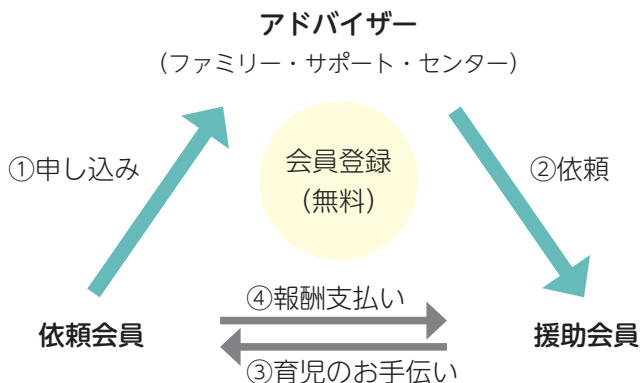 アドバイザー
（ファミリー・サポート・センター）
①申し込み
会員登録
（無料）
②依頼
④報酬支払い
依頼会員
援助会員
③育児のお手伝い